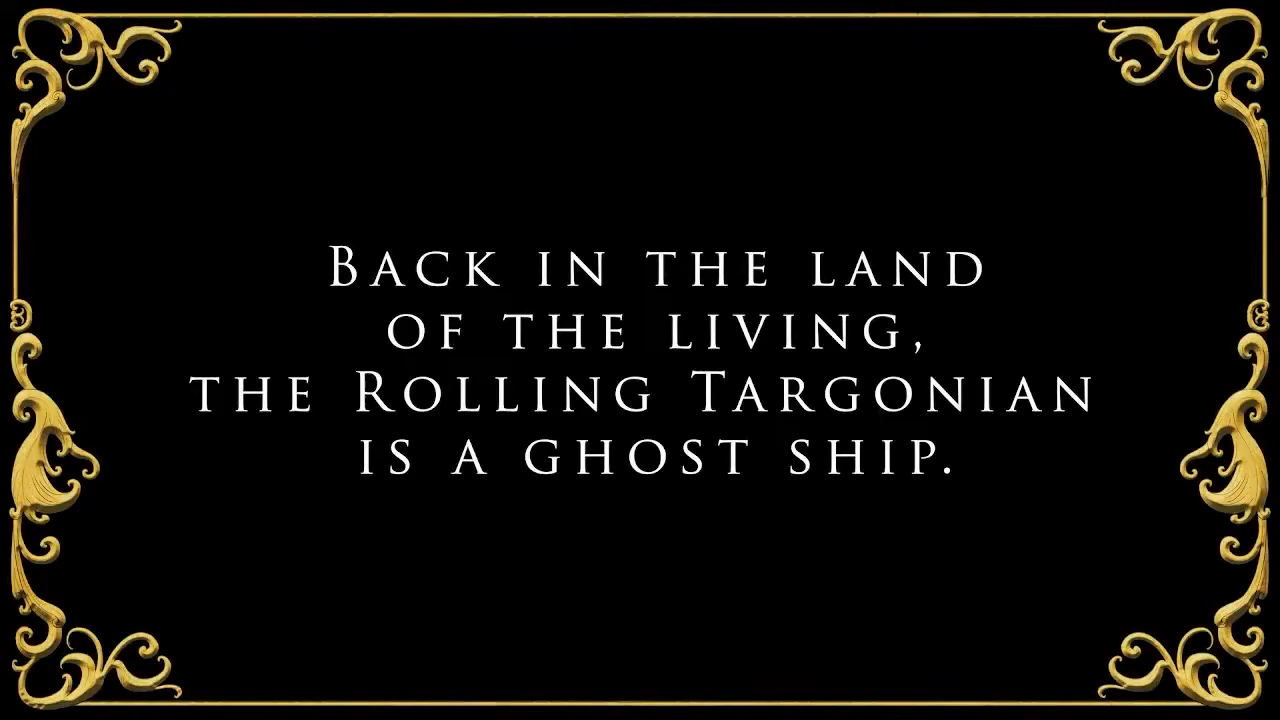 Back in the land
of the living,
the Rolling Targonian
is a ghost ship.